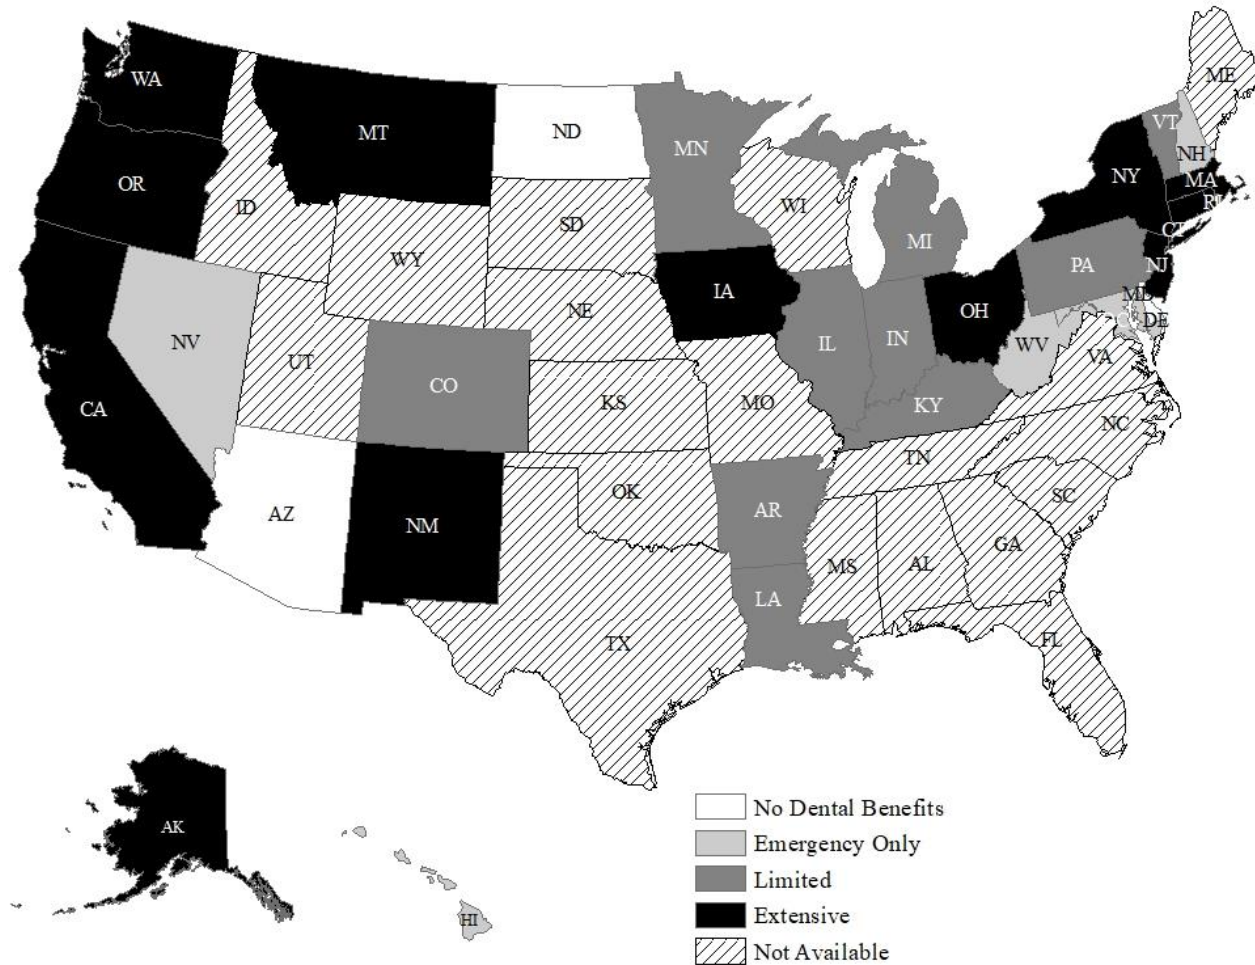 ME
WA
MT
ND
VT
MN
NH
OR
NY
MA
ID
WI
RI
SD
CT
MI
WY
PA
NJ
IA
NE
OH
MD
DE
NV
IL
IN
WV
UT
VA
CO
KS
MO
KY
CA
NC
TN
OK
SC
AZ
NM
AR
GA
MS
AL
LA
TX
FL
No Dental Benefits
AK
Emergency Only
Limited
HI
Extensive
Not Available